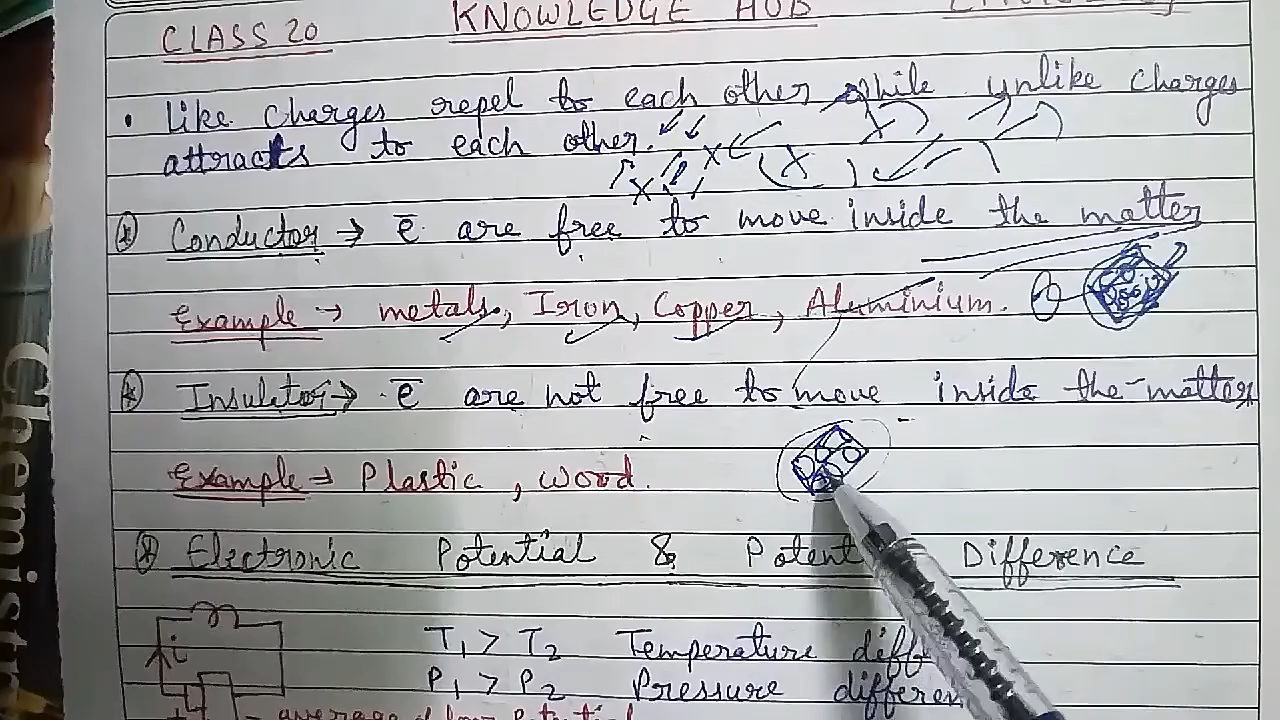 CLASS 20 KNOWLEDGE HUB
• Like charges repel to each other while unlike charges
attracts to each other.
Conductor → e̅ are free to move inside the matter
Example → metals, Iron, Copper, Aluminium.
Insulator → e̅ are not free to move inside the matter
Example → Plastic, wood.
Electronic Potential & Potent Difference
i T₁ > T₂ Temperature diff
P₁ > P₂ Pressure differen
Chemistr